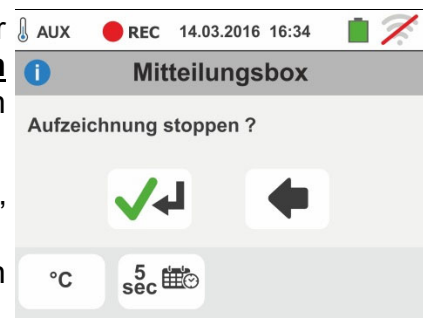 AUX REC 14.03.2016 16:34
i Mitteilungsbox
Aufzeichnung stoppen ?
°C 5
sec